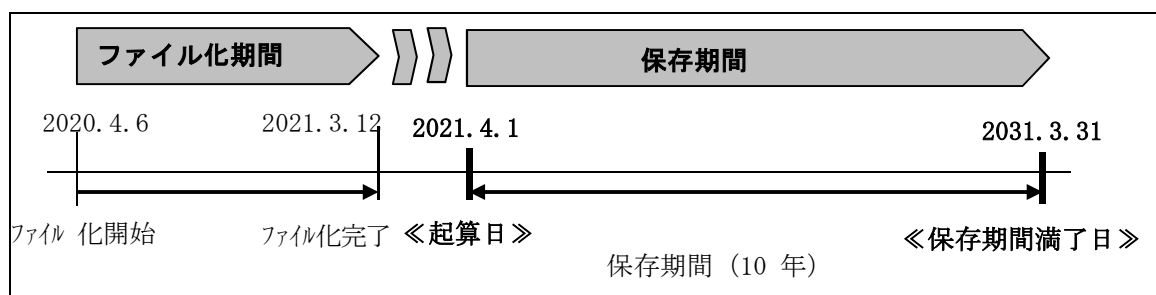 ファイル化期間
保存期間
2020.4.6
2021.3.12
2021.4.1
2031.3.31
ファイル 化開始
ファイル化完了
≪起算日≫
≪保存期間満了日≫
保存期間 (10 年)